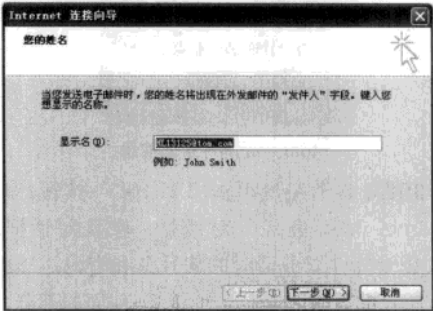 Internet 连接向导
您的姓名
当您发送电子邮件时，您的姓名将出现在外发邮件的“发件人”字段。键入您
想显示的名称。
显示名(D):
例如: John Smith
<上一步(B) 下一步(N)> 取消